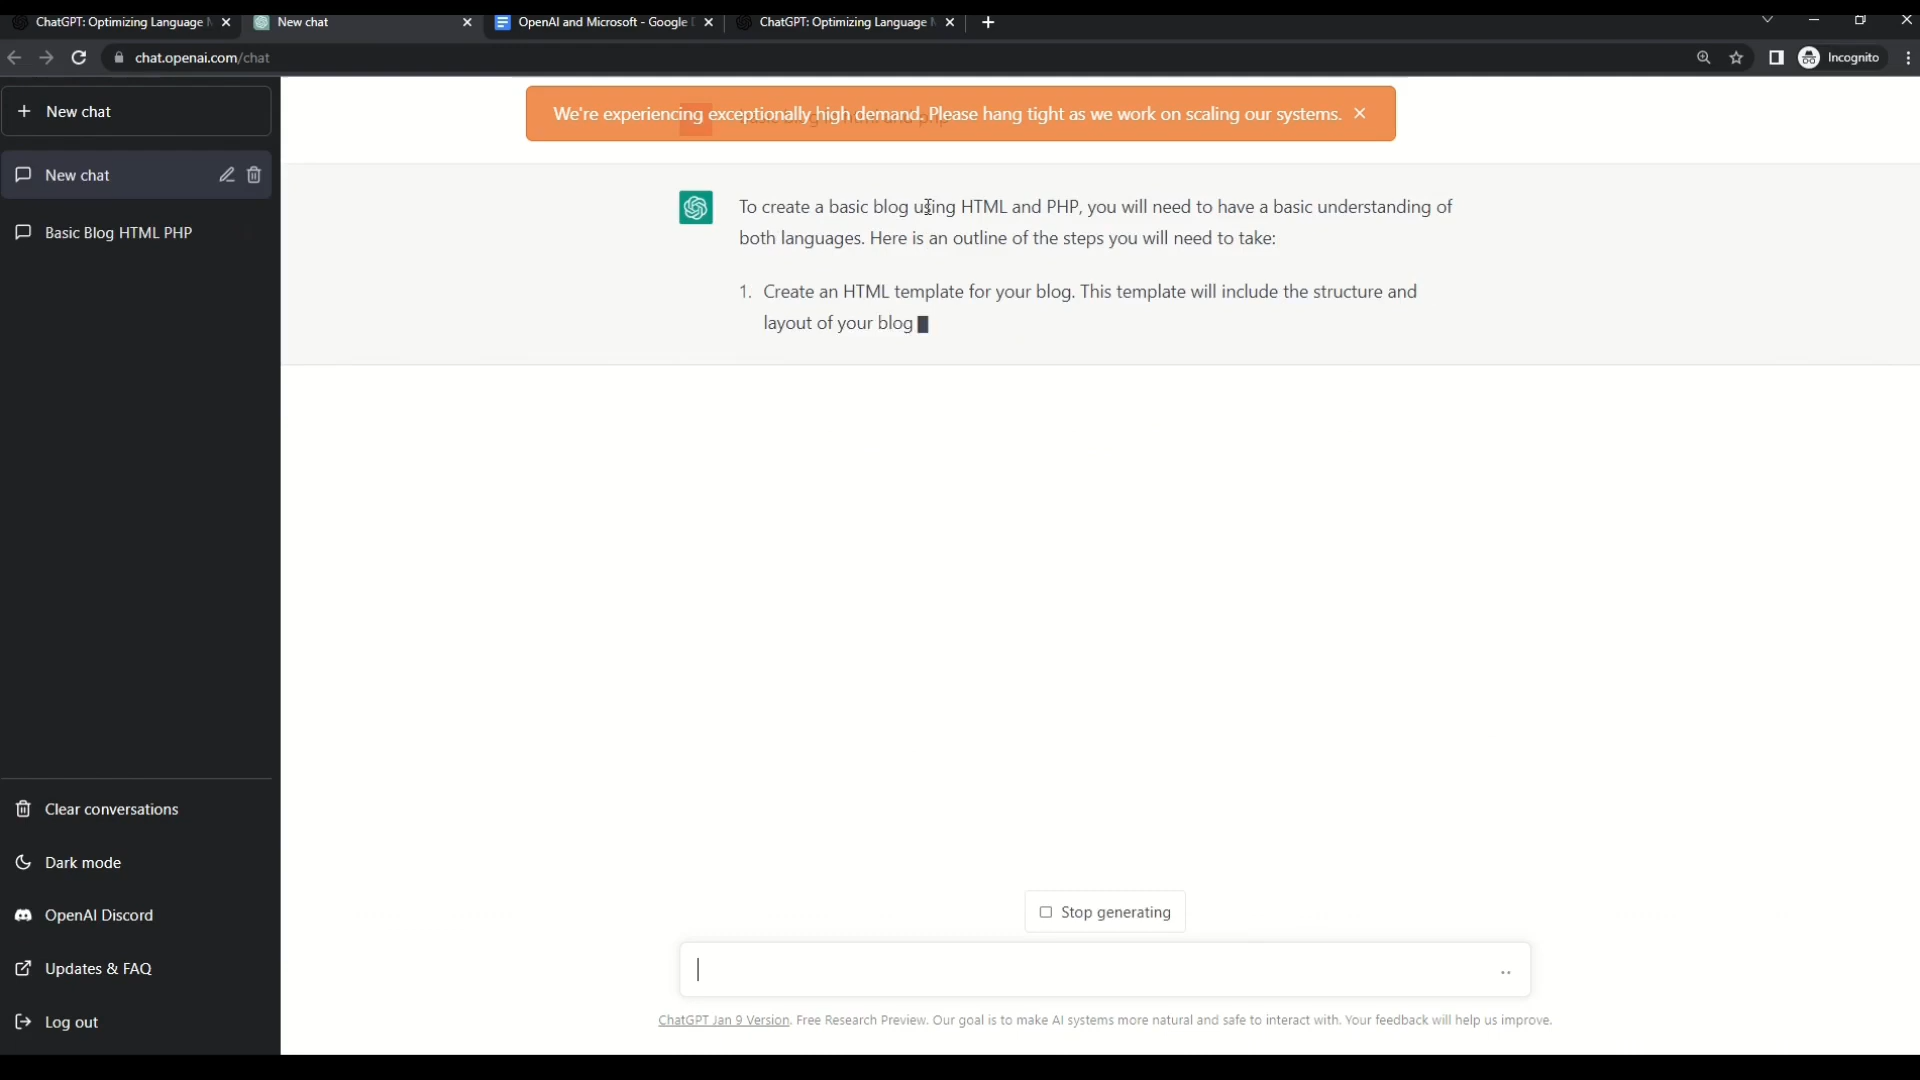 ChatGPT: Optimizing Language
New chat
OpenAI and Microsoft - Google
ChatGPT: Optimizing Language
chat.openai.com/chat
Incognito
New chat
We're experiencing exceptionally high demand. Please hang tight as we work on scaling our systems.
New chat
Basic Blog HTML PHP
To create a basic blog using HTML and PHP, you will need to have a basic understanding of
both languages. Here is an outline of the steps you will need to take:
1. Create an HTML template for your blog. This template will include the structure and
layout of your blog
Clear conversations
Dark mode
OpenAI Discord
Updates & FAQ
Log out
Stop generating
ChatGPT Jan 9 Version. Free Research Preview. Our goal is to make AI systems more natural and safe to interact with. Your feedback will help us improve.